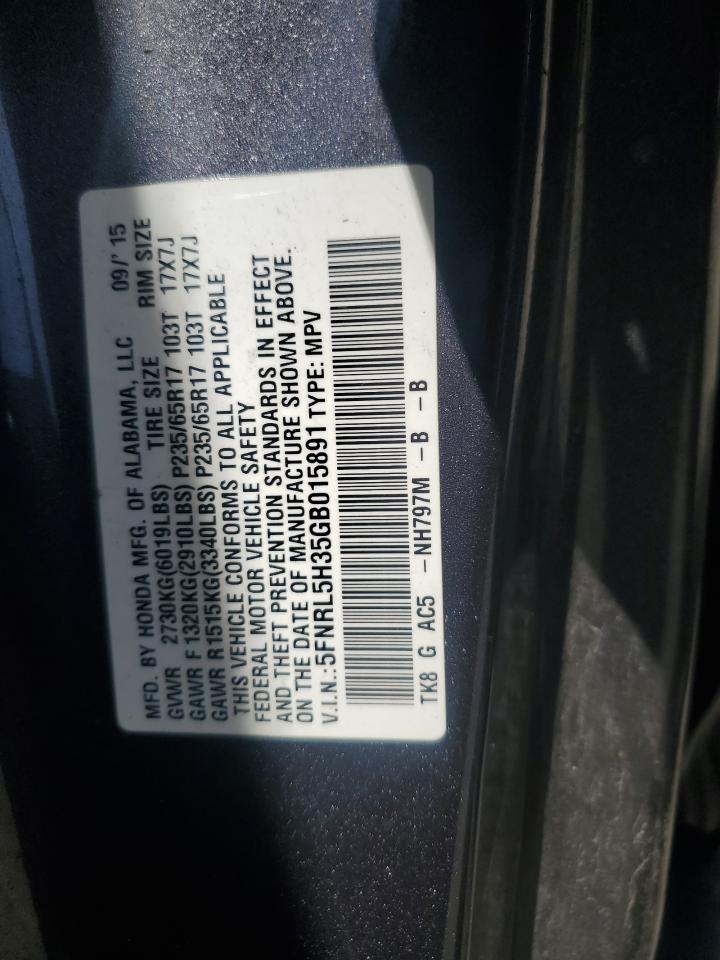 MFD. BY HONDA MFG. OF ALABAMA, LLC 09/' 15
GVWR 2730KG(6019LBS) TIRE SIZE RIM SIZE
GAWR F 1320KG(2910LBS) P235/65R17 103T 17X7J
GAWR R 1515KG(3340LBS) P235/65R17 103T 17X7J
THIS VEHICLE CONFORMS TO ALL APPLICABLE
FEDERAL MOTOR VEHICLE SAFETY
AND THEFT PREVENTION STANDARDS IN EFFECT
ON THE DATE OF MANUFACTURE SHOWN ABOVE.
V.I.N.:5FNRL5H35GB015891 TYPE: MPV
TK8 G AC5 -NH797M -B -B